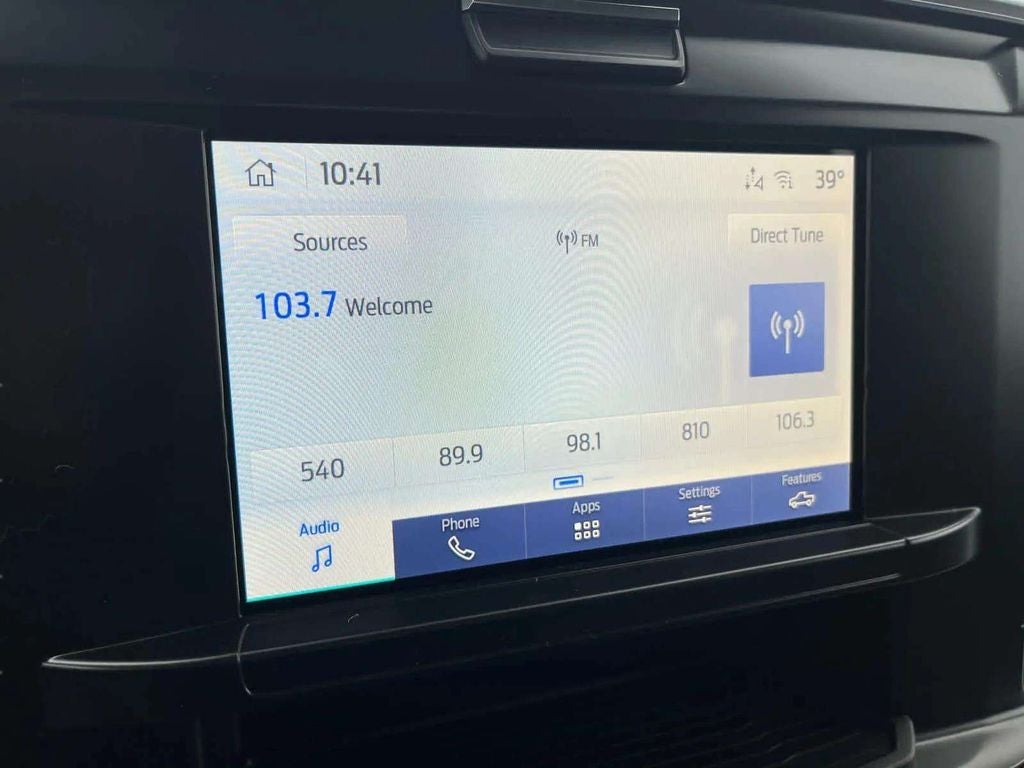 10:41 39°
Sources FM Direct Tune
103.7 Welcome
540 89.9 98.1 810 106.3
Audio Phone Apps Settings Features